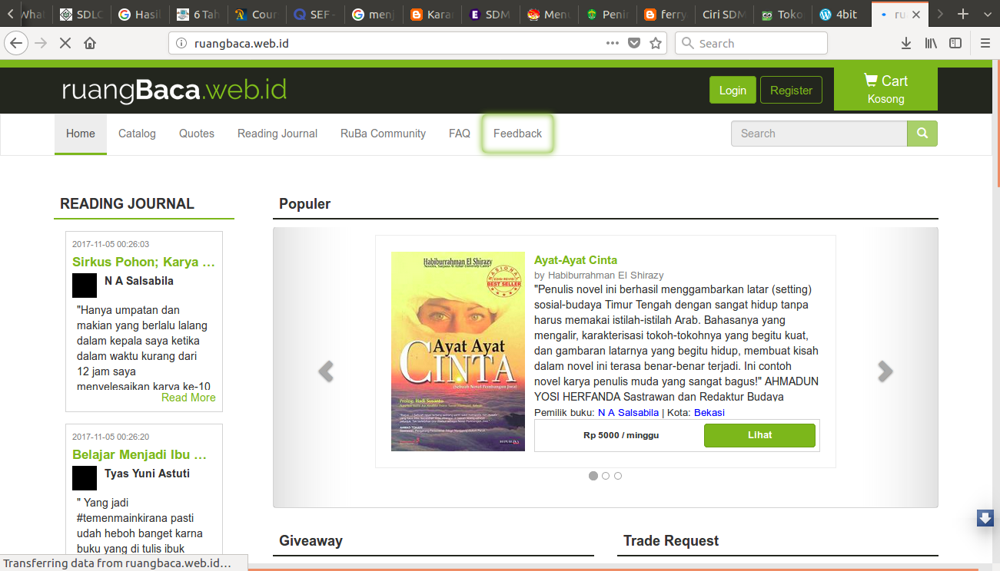 What
SDLC
Hasil
6 Tah
Cour
SEF -
menj
Karar
SDM
Menu
Penir
ferry
Ciri SDM
Toko
4bit
ru
ruangbaca.web.id
Search
ruangBaca.web.id
Login
Register
Cart
Kosong
Home
Catalog
Quotes
Reading Journal
RuBa Community
FAQ
Feedback
Search
READING JOURNAL
2017-11-05 00:26:03
Sirkus Pohon; Karya ...
N A Salsabila
"Hanya umpatan dan
makian yang berlalu lalang
dalam kepala saya ketika
dalam waktu kurang dari
12 jam saya
menyelesaikan karya ke-10
Read More
2017-11-05 00:26:20
Belajar Menjadi Ibu ...
Tyas Yuni Astuti
" Yang jadi
#temenmainkirana pasti
udah heboh banget karna
buku yang di tulis ibuk
Populer
Habiburrahman El Shirazy
NASIONAL
BEST SELLER
Ayat Ayat
CINTA
(Sebuah Novel Pembangun Jiwa)
Ayat-Ayat Cinta
by Habiburrahman El Shirazy
"Penulis novel ini berhasil menggambarkan latar (setting)
sosial-budaya Timur Tengah dengan sangat hidup tanpa
harus memakai istilah-istilah Arab. Bahasanya yang
mengalir, karakterisasi tokoh-tokohnya yang begitu kuat,
dan gambaran latarnya yang begitu hidup, membuat kisah
dalam novel ini terasa benar-benar terjadi. Ini contoh
novel karya penulis muda yang sangat bagus!" AHMADUN
YOSI HERFANDA Sastrawan dan Redaktur Budaya
Pemilik buku: N A Salsabila | Kota: Bekasi
Rp 5000 / minggu
Lihat
Giveaway
Trade Request
Transferring data from ruangbaca.web.id...